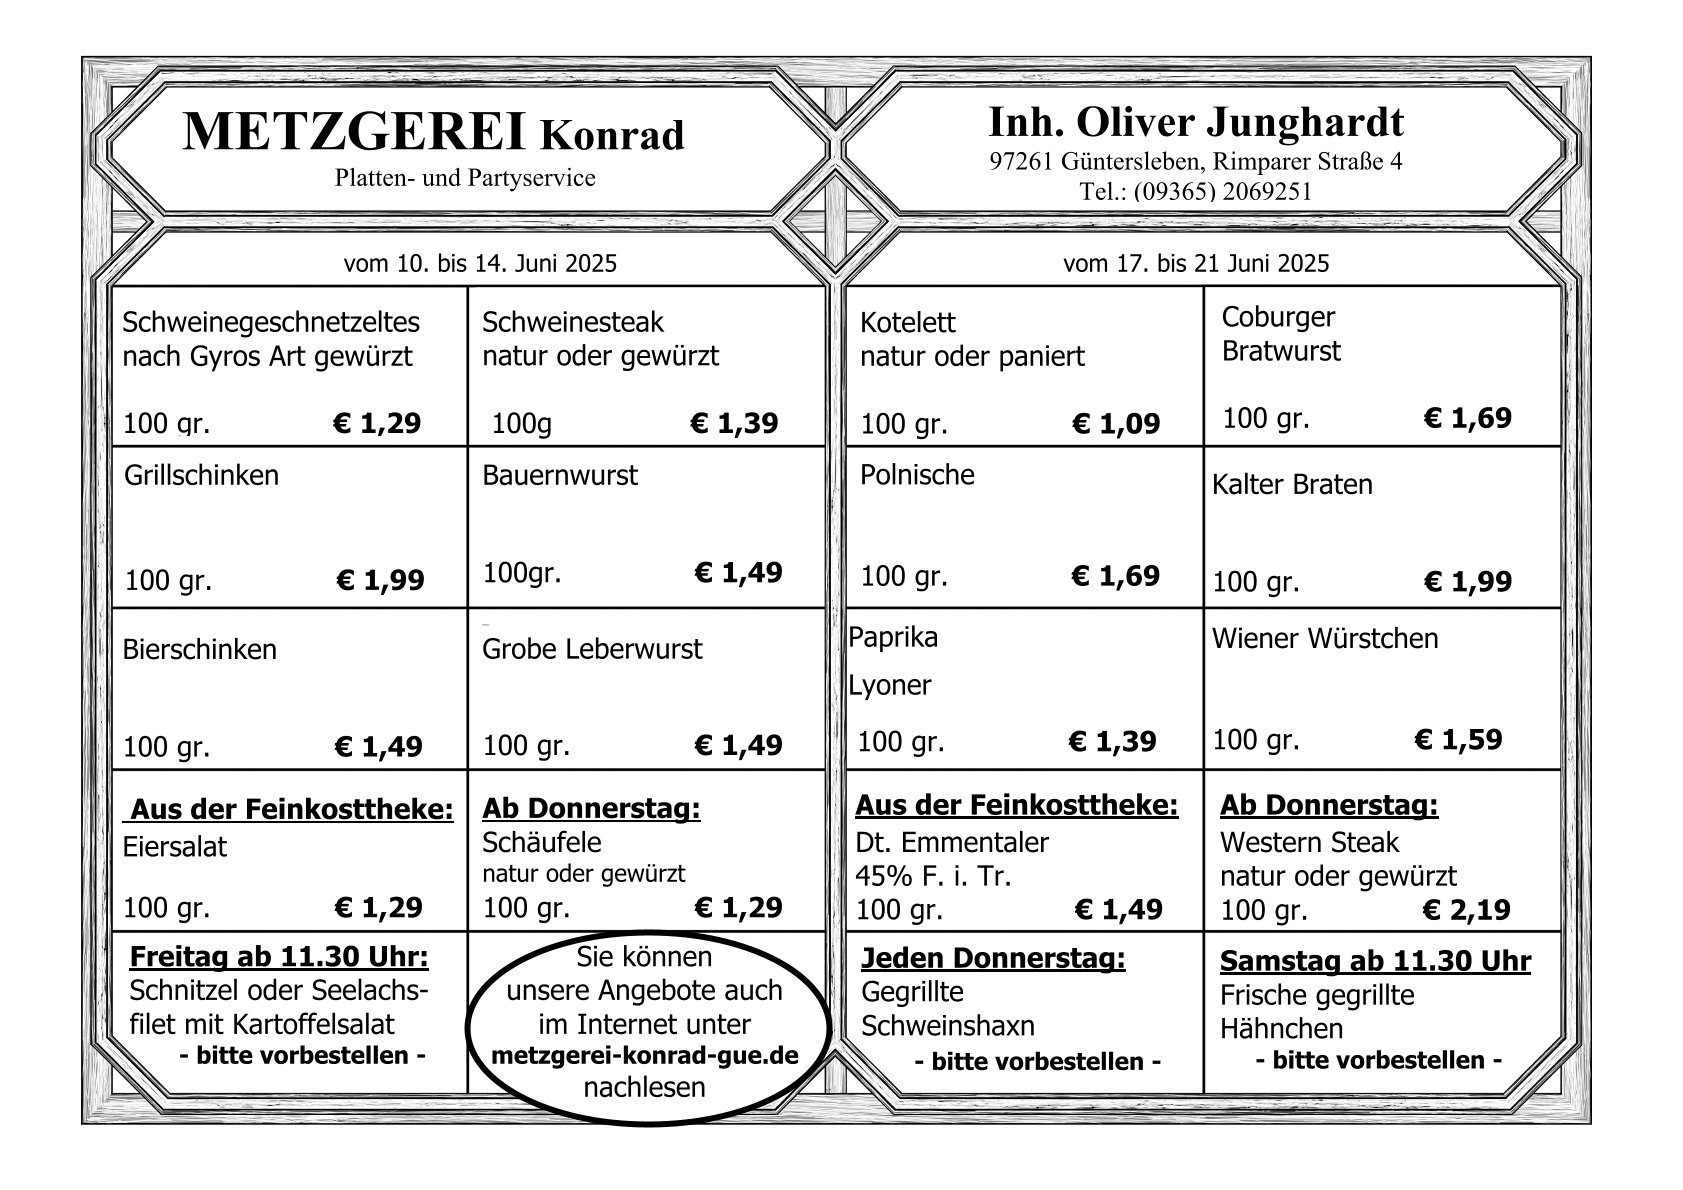 METZGEREI Konrad
Platten- und Partyservice
Inh. Oliver Junghardt
97261 Güntersleben, Rimparer Straße 4
Tel.: (09365) 2069251
vom 10. bis 14. Juni 2025
Schweinegeschnetzeltes
nach Gyros Art gewürzt
100 gr. € 1,29
Schweinesteak
natur oder gewürzt
100g € 1,39
Grillschinken
100 gr. € 1,99
Bauernwurst
100gr. € 1,49
Bierschinken
100 gr. € 1,49
Grobe Leberwurst
100 gr. € 1,49
Aus der Feinkosttheke:
Eiersalat
100 gr. € 1,29
Ab Donnerstag:
Schäufele
natur oder gewürzt
100 gr. € 1,29
Freitag ab 11.30 Uhr:
Schnitzel oder Seelachs-
filet mit Kartoffelsalat
- bitte vorbestellen -
Sie können
unsere Angebote auch
im Internet unter
metzgerei-konrad-gue.de
nachlesen
vom 17. bis 21 Juni 2025
Kotelett
natur oder paniert
100 gr. € 1,09
Coburger
Bratwurst
100 gr. € 1,69
Polnische
100 gr. € 1,69
Kalter Braten
100 gr. € 1,99
Paprika
Lyoner
100 gr. € 1,39
Wiener Würstchen
100 gr. € 1,59
Aus der Feinkosttheke:
Dt. Emmentaler
45% F. i. Tr.
100 gr. € 1,49
Ab Donnerstag:
Western Steak
natur oder gewürzt
100 gr. € 2,19
Jeden Donnerstag:
Gegrillte
Schweinshaxn
- bitte vorbestellen -
Samstag ab 11.30 Uhr
Frische gegrillte
Hähnchen
- bitte vorbestellen -